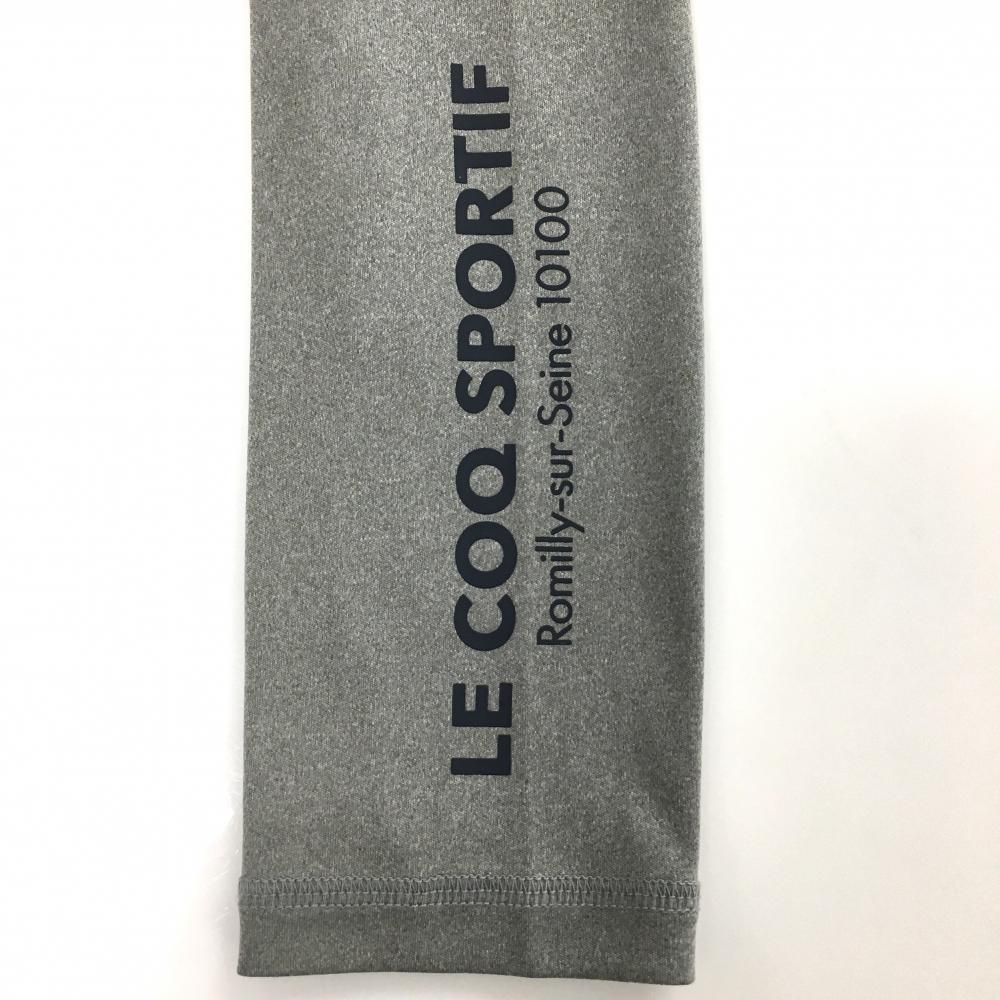 LE COQ SPORTIF
Romilly-sur-Seine 10100